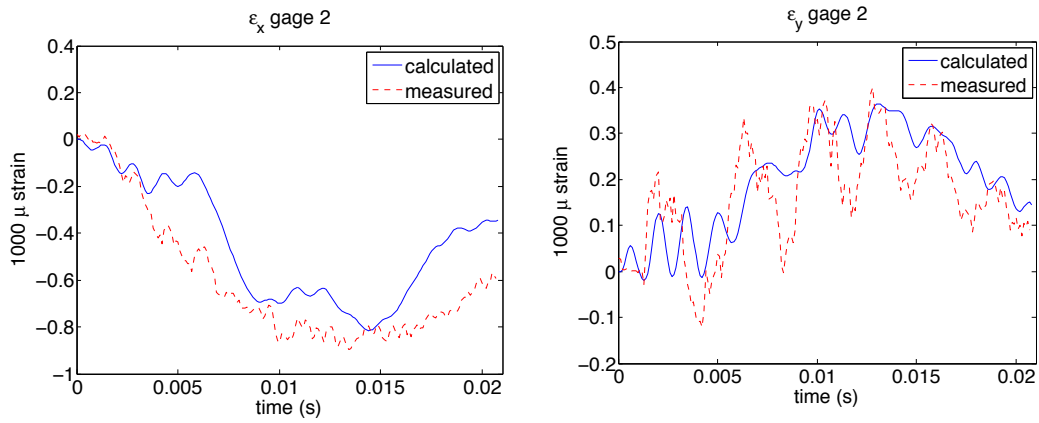 ε_x gage 2
0.4
0.2
0
−0.2
−0.4
−0.6
−0.8
−1
1000 μ strain
calculated
measured
0 0.005 0.01 0.015 0.02
time (s)
ε_y gage 2
0.5
0.4
0.3
0.2
0.1
0
−0.1
−0.2
1000 μ strain
calculated
measured
0 0.005 0.01 0.015 0.02
time (s)